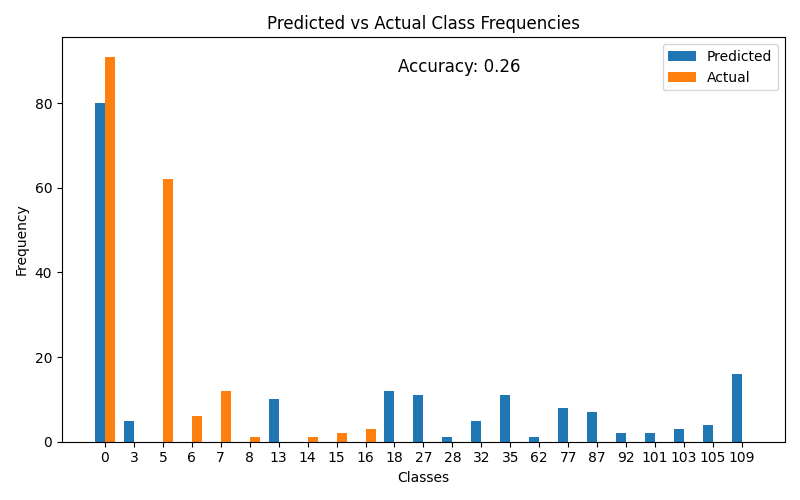 Predicted vs Actual Class Frequencies
Accuracy: 0.26
Predicted
Actual
Frequency
80
60
40
20
0
0 3 5 6 7 8 13 14 15 16 18 27 28 32 35 62 77 87 92 101 103 105 109
Classes